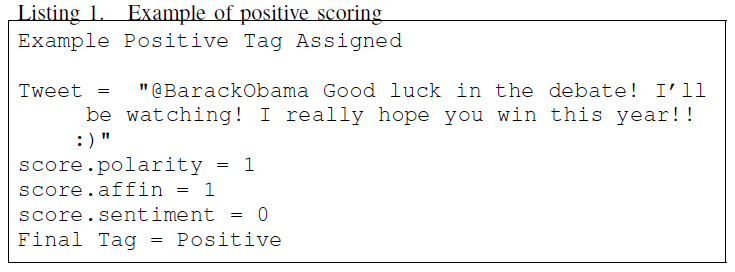 Listing 1. Example of positive scoring
Example Positive Tag Assigned
Tweet = "@BarackObama Good luck in the debate! I'll
be watching! I really hope you win this year!!
:)"
score.polarity = 1
score.affin = 1
score.sentiment = 0
Final Tag = Positive